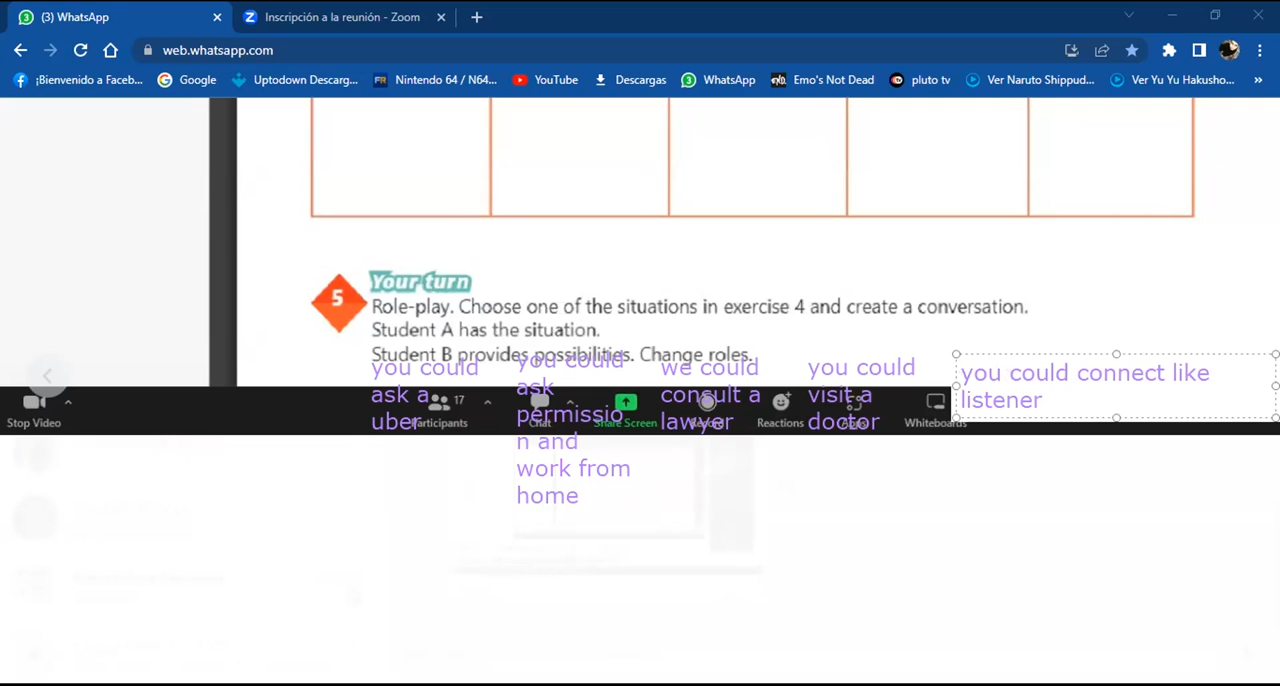 (3) WhatsApp
Inscripción a la reunión - Zoom
web.whatsapp.com
¡Bienvenido a Faceb...
Google
Uptodown Descarg...
Nintendo 64 / N64...
YouTube
Descargas
WhatsApp
Emo's Not Dead
pluto tv
Ver Naruto Shippud...
Ver Yu Yu Hakusho...
5
Your turn
Role-play. Choose one of the situations in exercise 4 and create a conversation.
Student A has the situation.
Student B provides possibilities. Change roles.
you could
ask a
uber
you could
ask
permissio
n and
work from
home
we could
consult a
lawyer
you could
visit a
doctor
you could connect like
listener
Stop Video
Participants
17
Chat
Share Screen
Record
Reactions
Apps
Whiteboards